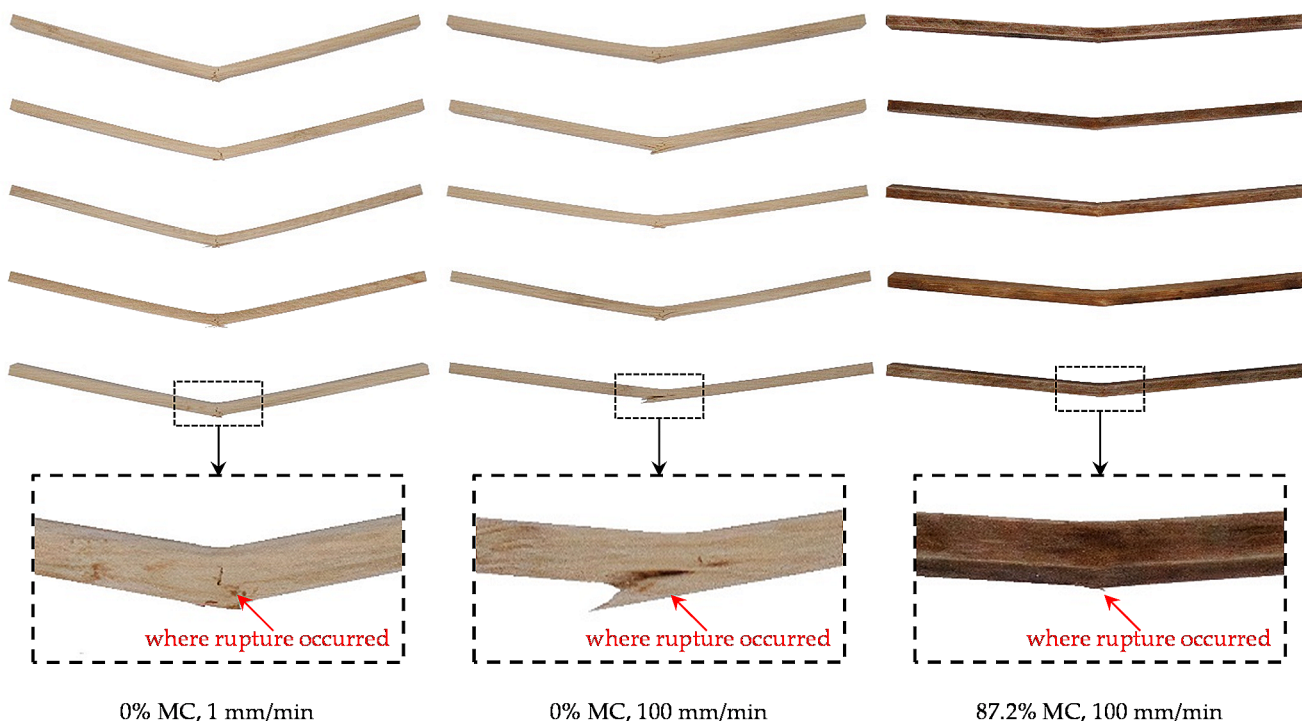 where rupture occurred
where rupture occurred
where rupture occurred
0% MC, 1 mm/min
0% MC, 100 mm/min
87.2% MC, 100 mm/min